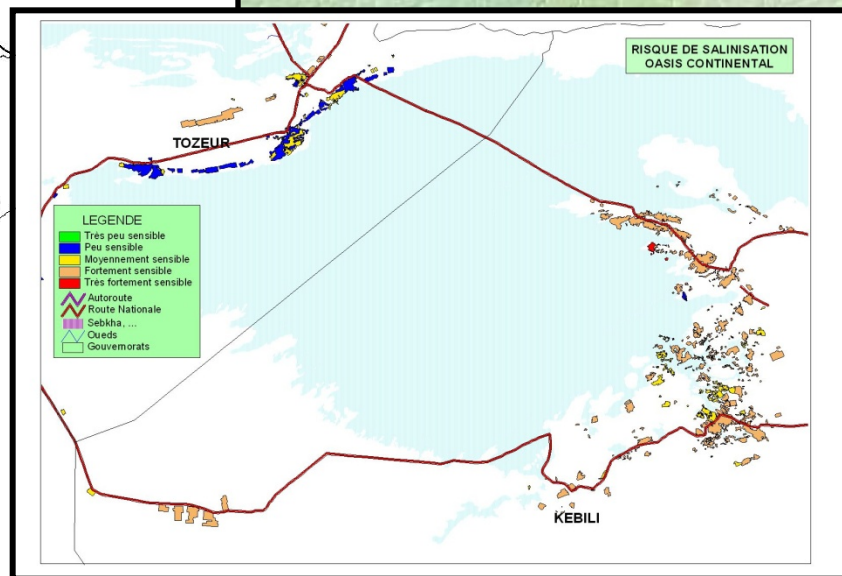 RISQUE DE SALINISATION
OASIS CONTINENTAL
TOZEUR
LEGENDE
Très peu sensible
Peu sensible
Moyennement sensible
Fortement sensible
Très fortement sensible
Autoroute
Route Nationale
Sebkha, ...
Oueds
Gouvernorats
KEBILI